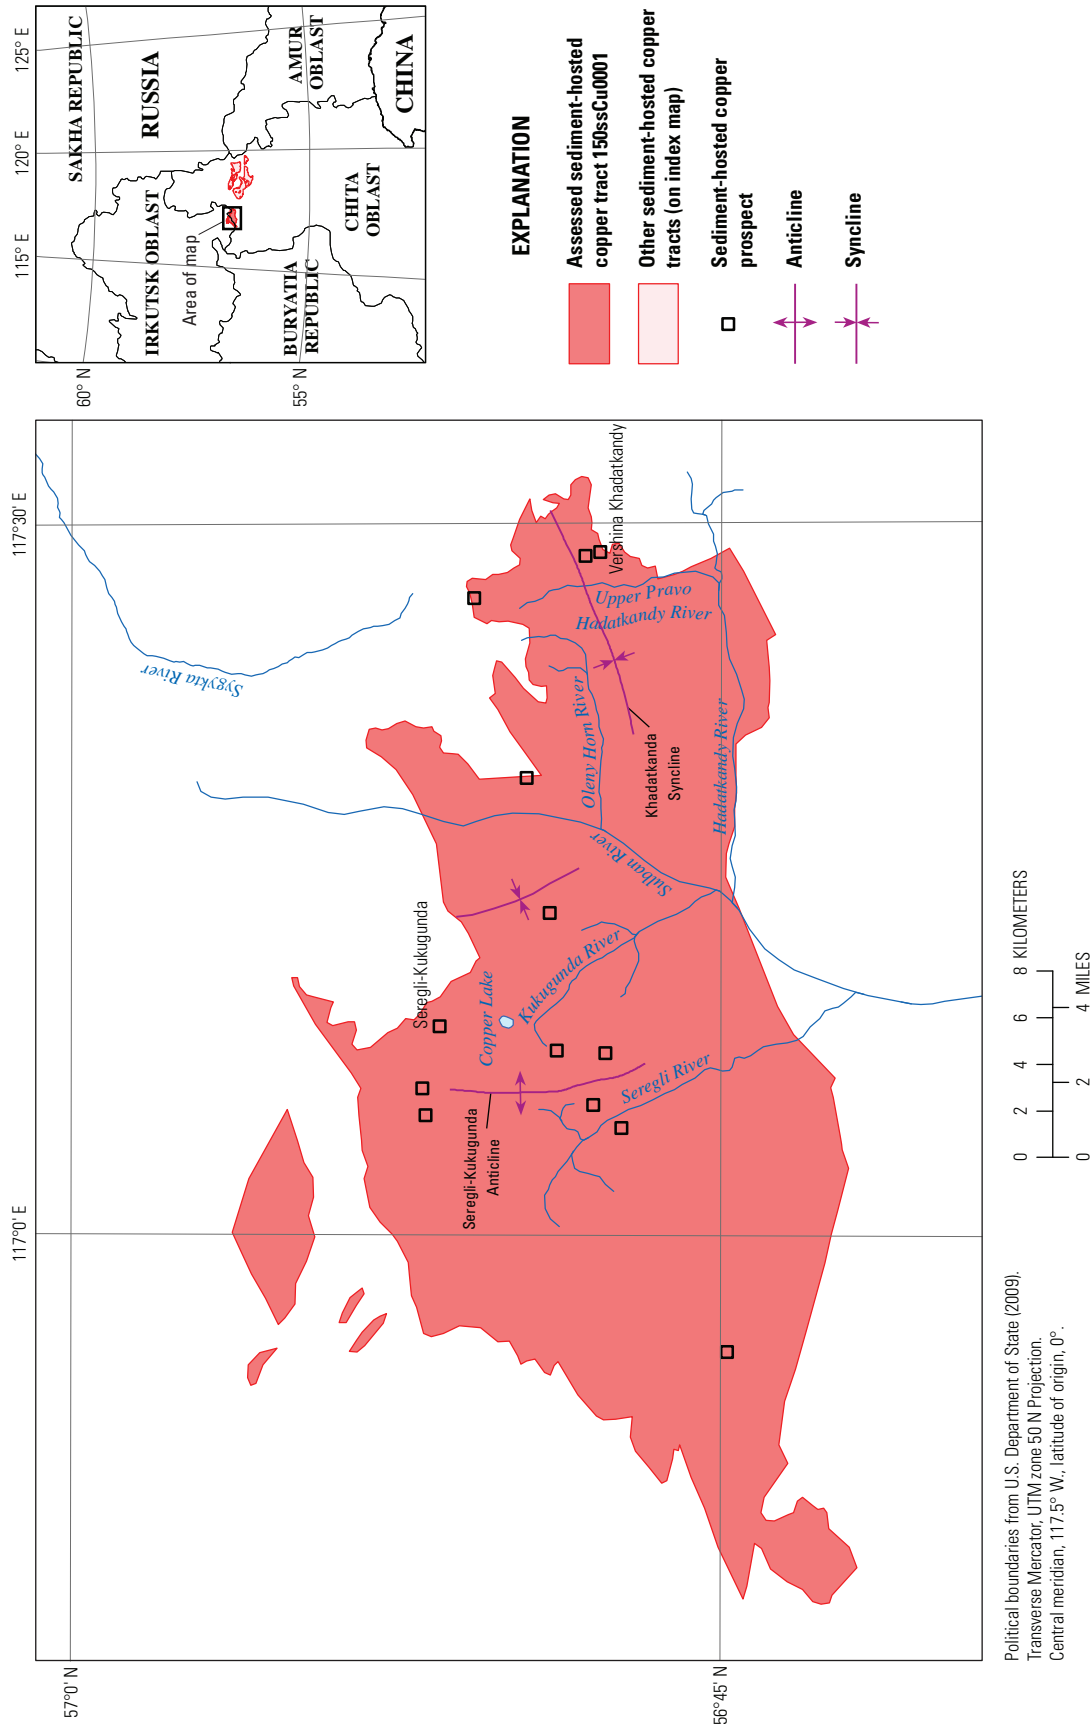 117°0' E
117°30' E
57°0' N
56°45' N
Sygykta River
Seregli-Kukugunda
Copper Lake
Seregli-Kukugunda
Anticline
Kukugunda River
Seregli River
Sulban River
Oleny Horn River
Khadatkanda
Syncline
Upper Pravo
Hadatkandy River
Vershina Khadatkandy
Hadatkandy River
115° E
120° E
125° E
60° N
55° N
SAKHA REPUBLIC
RUSSIA
IRKUTSK OBLAST
AMUR
OBLAST
Area of map
BURYATIA
REPUBLIC
CHITA
OBLAST
CHINA
EXPLANATION
Assessed sediment-hosted
copper tract 150ssCu0001
Other sediment-hosted copper
tracts (on index map)
Sediment-hosted copper
prospect
Anticline
Syncline
0 2 4 6 8 KILOMETERS
0 2 4 MILES
Political boundaries from U.S. Department of State (2009).
Transverse Mercator, UTM zone 50 N Projection.
Central meridian, 117.5° W., latitude of origin, 0°.